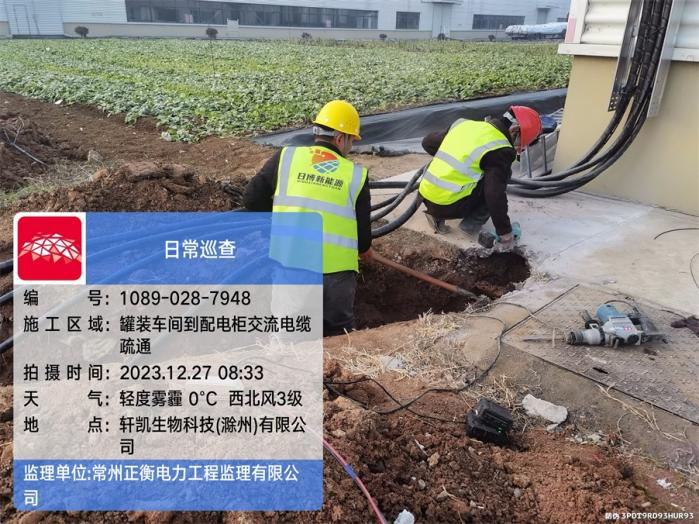 日博新能源
日常巡查
编 号：1089-028-7948
施工区域：罐装车间到配电柜交流电缆
疏通
拍摄时间：2023.12.27 08:33
天 气：轻度雾霾 0℃ 西北风3级
地 点：轩凯生物科技(滁州)有限公
司
监理单位:常州正衡电力工程监理有限公
司
防伪 3PDT9RD93HUR93